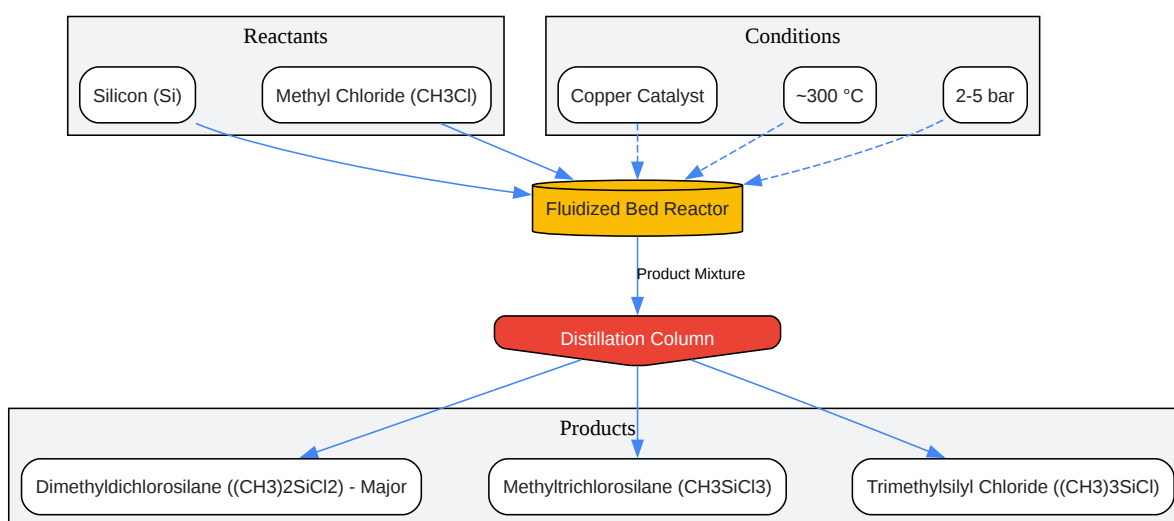 Reactants
Conditions
Silicon (Si)
Methyl Chloride (CH3Cl)
Copper Catalyst
~300 °C
2-5 bar
Fluidized Bed Reactor
Product Mixture
Distillation Column
Products
Dimethyldichlorosilane ((CH3)2SiCl2) - Major
Methyltrichlorosilane (CH3SiCl3)
Trimethylsilyl Chloride ((CH3)3SiCl)